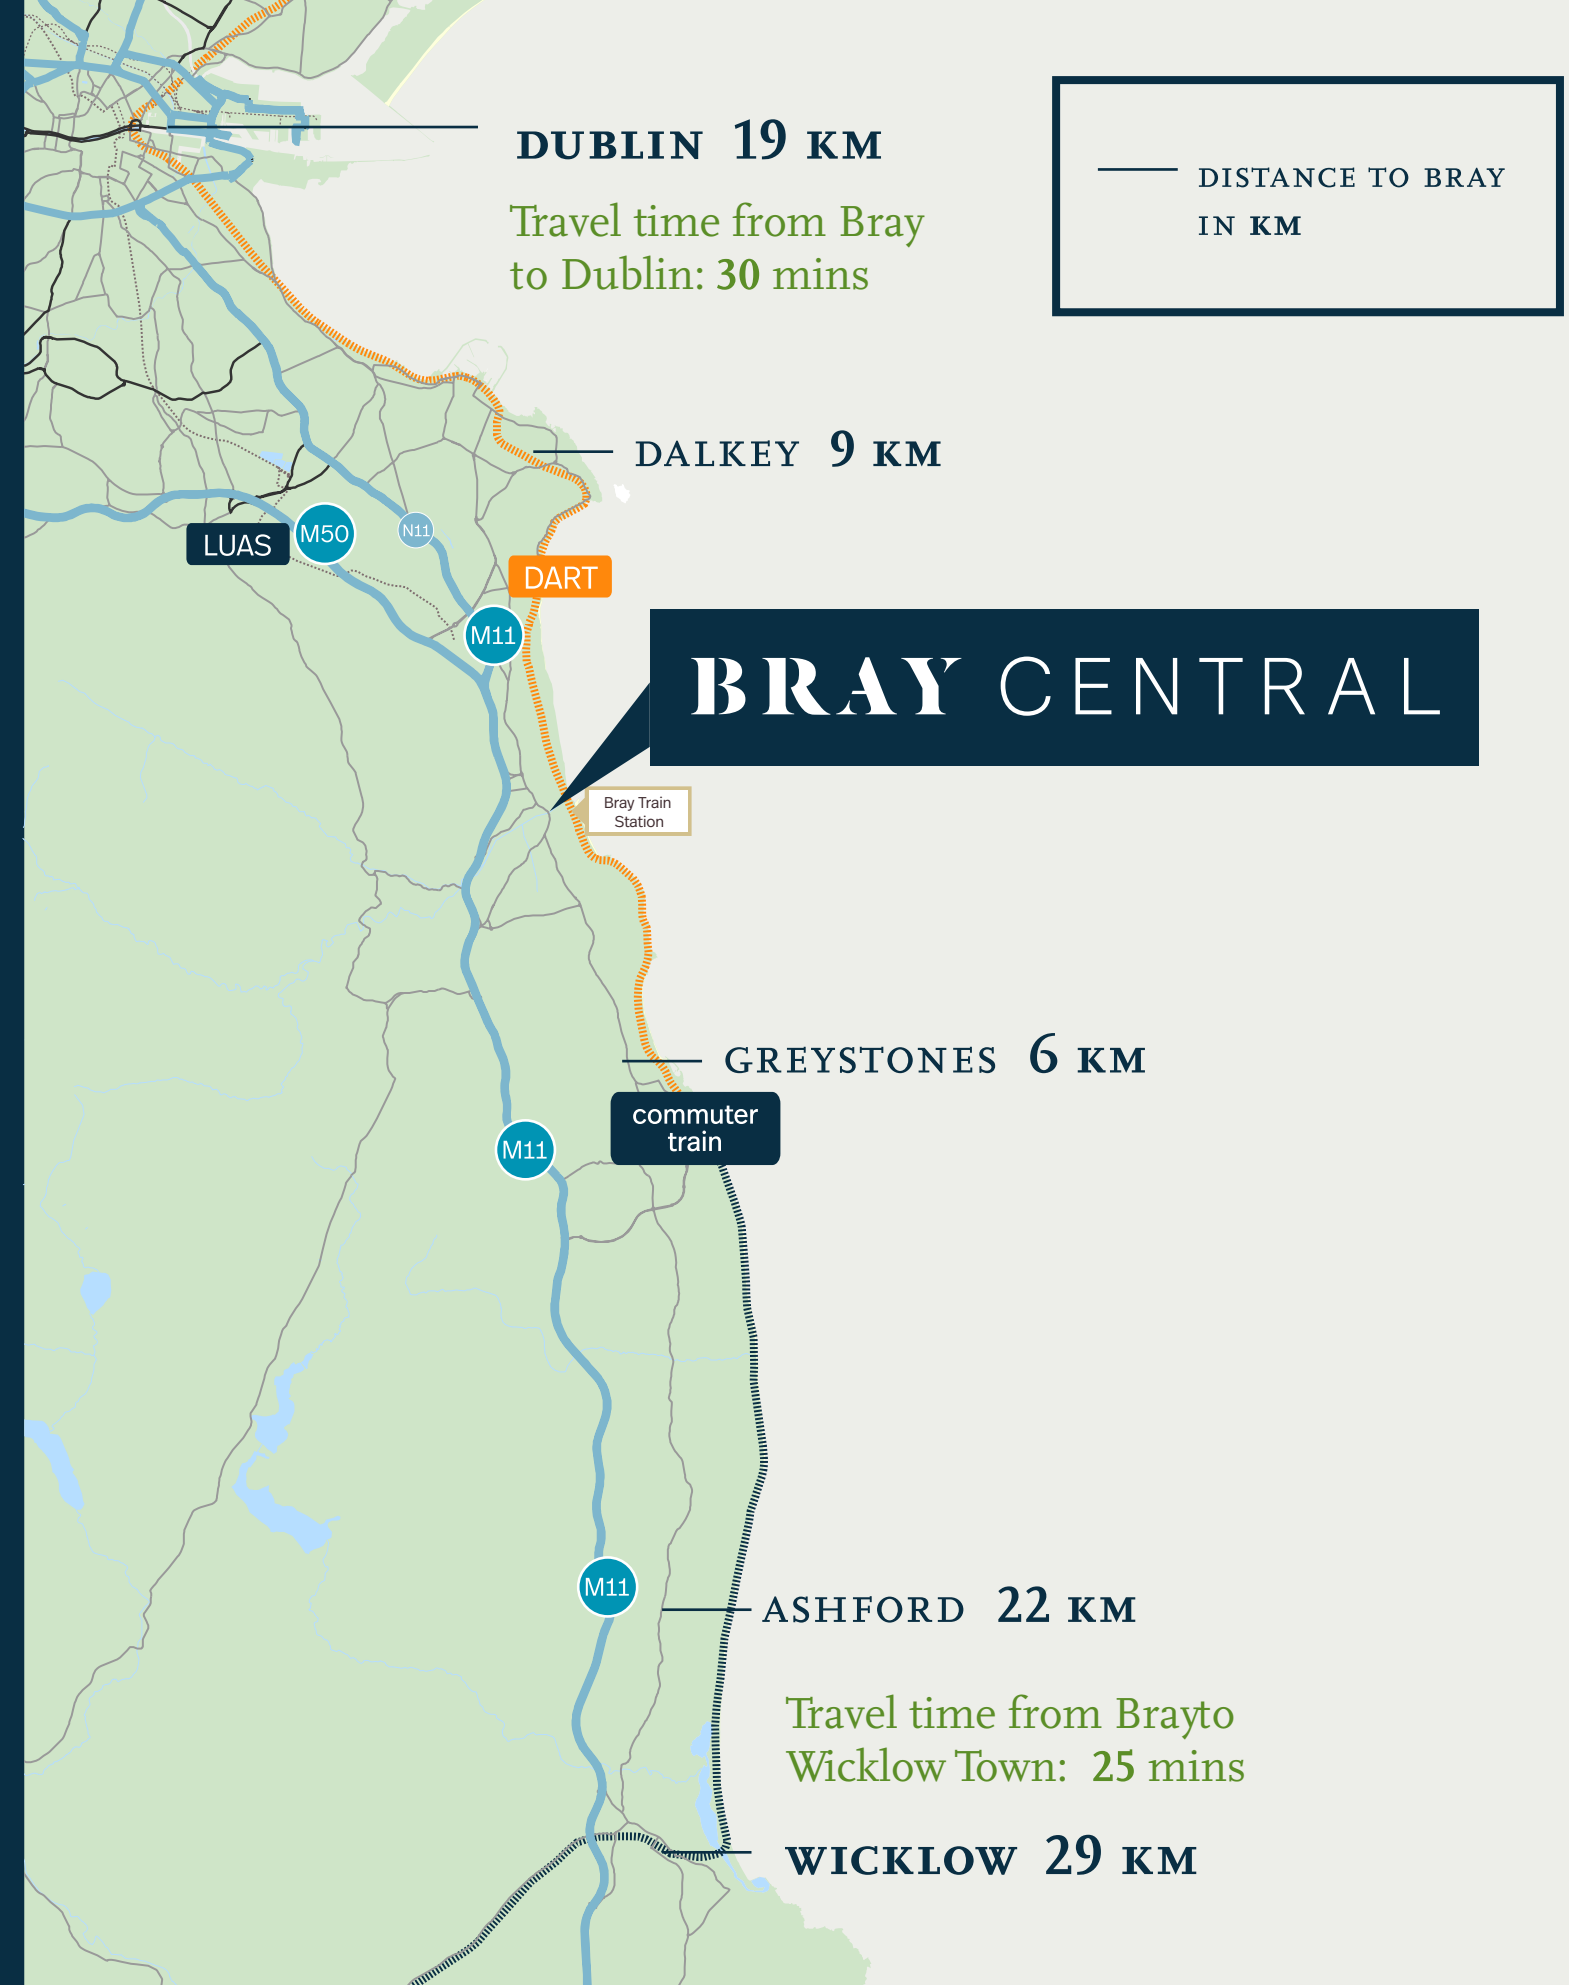 DUBLIN 19 KM
Travel time from Bray
to Dublin: 30 mins
DISTANCE TO BRAY
IN KM
DALKEY 9 KM
LUAS
M50
N11
DART
M11
BRAY CENTRAL
Bray Train
Station
GREYSTONES 6 KM
commuter
train
M11
M11
ASHFORD 22 KM
Travel time from Brayto
Wicklow Town: 25 mins
WICKLOW 29 KM